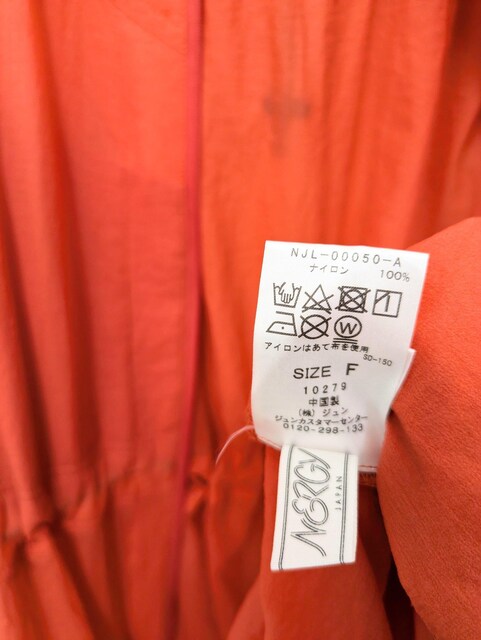 NJL-00050-A
ナイロン 100%
W
アイロンはあて布を使用
SD-150
SIZE F
10279
中国製
(株) ジュン
ジュンカスタマーセンター
0120-298-133
NERGY
JAPAN